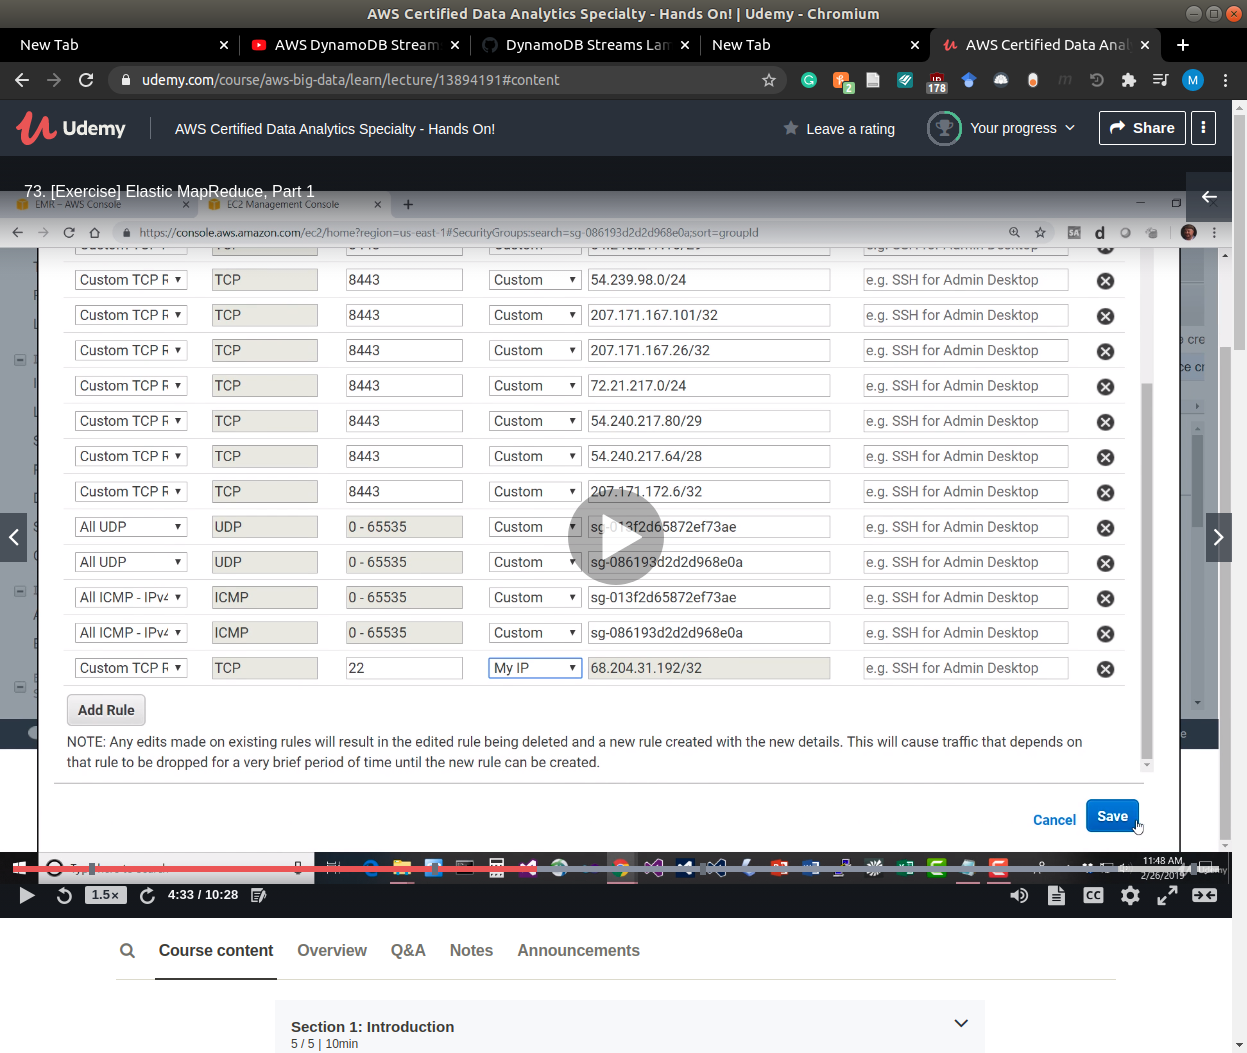 AWS Certified Data Analytics Specialty - Hands On! | Udemy - Chromium
New Tab
AWS DynamoDB Stream
DynamoDB Streams Lam
New Tab
AWS Certified Data Anal
udemy.com/course/aws-big-data/learn/lecture/13894191#content
2
178
M
Udemy
AWS Certified Data Analytics Specialty - Hands On!
Leave a rating
Your progress
Share
73. [Exercise] Elastic MapReduce, Part 1
EMR – AWS Console
EC2 Management Console
https://console.aws.amazon.com/ec2/home?region=us-east-1#SecurityGroups:search=sg-086193d2d2d968e0a;sort=groupId
Custom TCP R TCP 8443 Custom 54.239.98.0/24 e.g. SSH for Admin Desktop
Custom TCP R TCP 8443 Custom 207.171.167.101/32 e.g. SSH for Admin Desktop
Custom TCP R TCP 8443 Custom 207.171.167.26/32 e.g. SSH for Admin Desktop
Custom TCP R TCP 8443 Custom 72.21.217.0/24 e.g. SSH for Admin Desktop
Custom TCP R TCP 8443 Custom 54.240.217.80/29 e.g. SSH for Admin Desktop
Custom TCP R TCP 8443 Custom 54.240.217.64/28 e.g. SSH for Admin Desktop
Custom TCP R TCP 8443 Custom 207.171.172.6/32 e.g. SSH for Admin Desktop
All UDP UDP 0 - 65535 Custom sg-013f2d65872ef73ae e.g. SSH for Admin Desktop
All UDP UDP 0 - 65535 Custom sg-086193d2d2d968e0a e.g. SSH for Admin Desktop
All ICMP - IPv4 ICMP 0 - 65535 Custom sg-013f2d65872ef73ae e.g. SSH for Admin Desktop
All ICMP - IPv4 ICMP 0 - 65535 Custom sg-086193d2d2d968e0a e.g. SSH for Admin Desktop
Custom TCP R TCP 22 My IP 68.204.31.192/32 e.g. SSH for Admin Desktop
Add Rule
NOTE: Any edits made on existing rules will result in the edited rule being deleted and a new rule created with the new details. This will cause traffic that depends on
that rule to be dropped for a very brief period of time until the new rule can be created.
Cancel
Save
11:48 AM
2/26/2019
1.5×
4:33 / 10:28
CC
Course content
Overview
Q&A
Notes
Announcements
Section 1: Introduction
5 / 5 | 10min